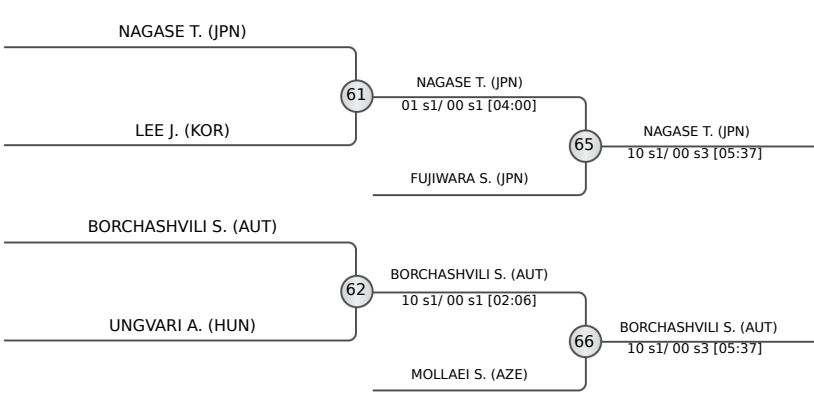 NAGASE T. (JPN)
61
NAGASE T. (JPN)
01 s1/ 00 s1 [04:00]
LEE J. (KOR)
65
NAGASE T. (JPN)
10 s1/ 00 s3 [05:37]
FUJIWARA S. (JPN)
BORCHASHVILI S. (AUT)
62
BORCHASHVILI S. (AUT)
10 s1/ 00 s1 [02:06]
UNGVARI A. (HUN)
66
BORCHASHVILI S. (AUT)
10 s1/ 00 s3 [05:37]
MOLLAEI S. (AZE)